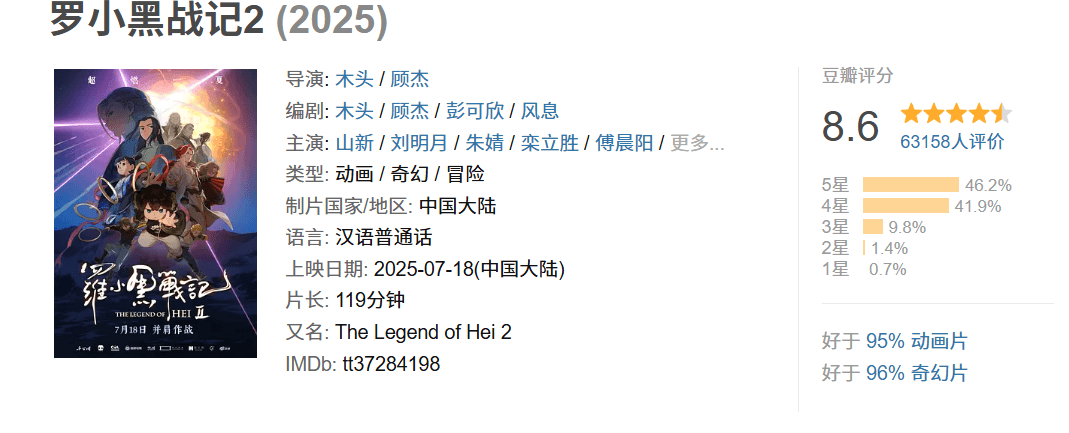 罗小黑战记2 (2025)
超 燃 一 夏
羅小黑戰記
THE LEGEND OF HEI II
7月18日 并肩作战
导演: 木头 / 顾杰
编剧: 木头 / 顾杰 / 彭可欣 / 风息
主演: 山新 / 刘明月 / 朱婧 / 栾立胜 / 傅晨阳 / 更多...
类型: 动画 / 奇幻 / 冒险
制片国家/地区: 中国大陆
语言: 汉语普通话
上映日期: 2025-07-18(中国大陆)
片长: 119分钟
又名: The Legend of Hei 2
IMDb: tt37284198
豆瓣评分
8.6
63158人评价
5星 46.2%
4星 41.9%
3星 9.8%
2星 1.4%
1星 0.7%
好于 95% 动画片
好于 96% 奇幻片